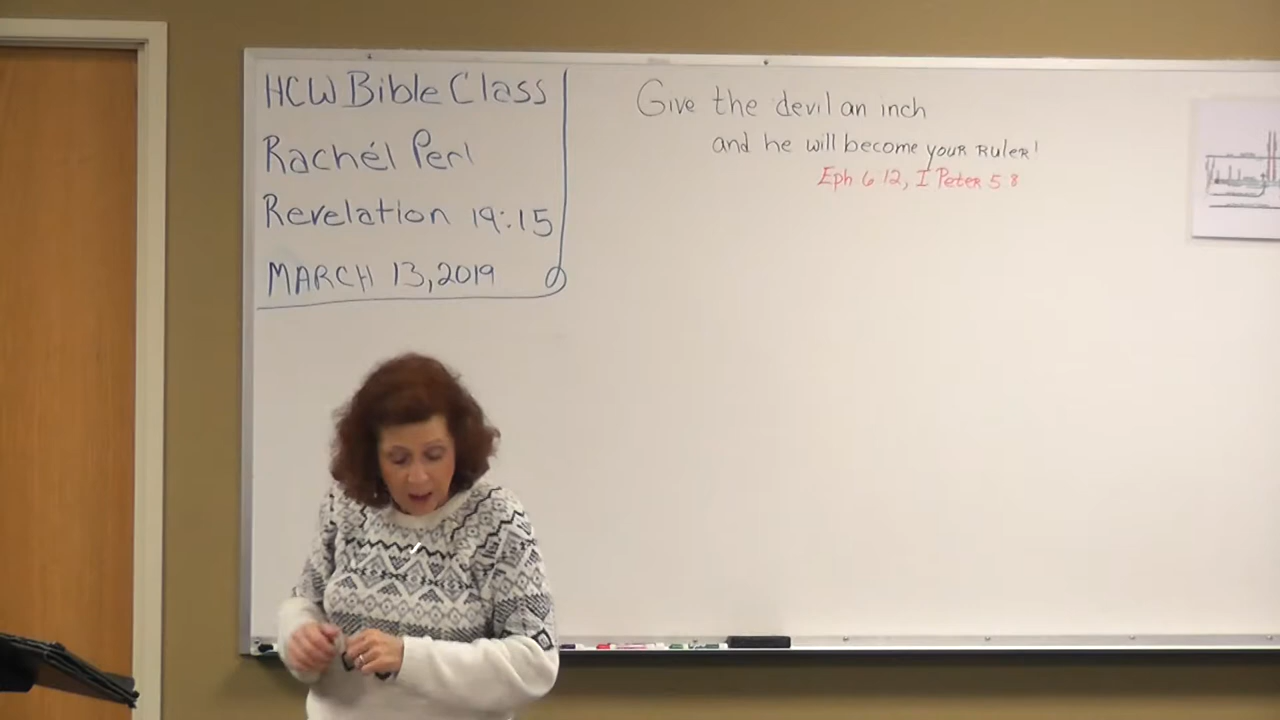 HCW Bible Class
Rachél Perl
Revelation 19:15
MARCH 13, 2019
Give the devil an inch
and he will become your RuleR!
Eph 6 12, I Peter 5 8